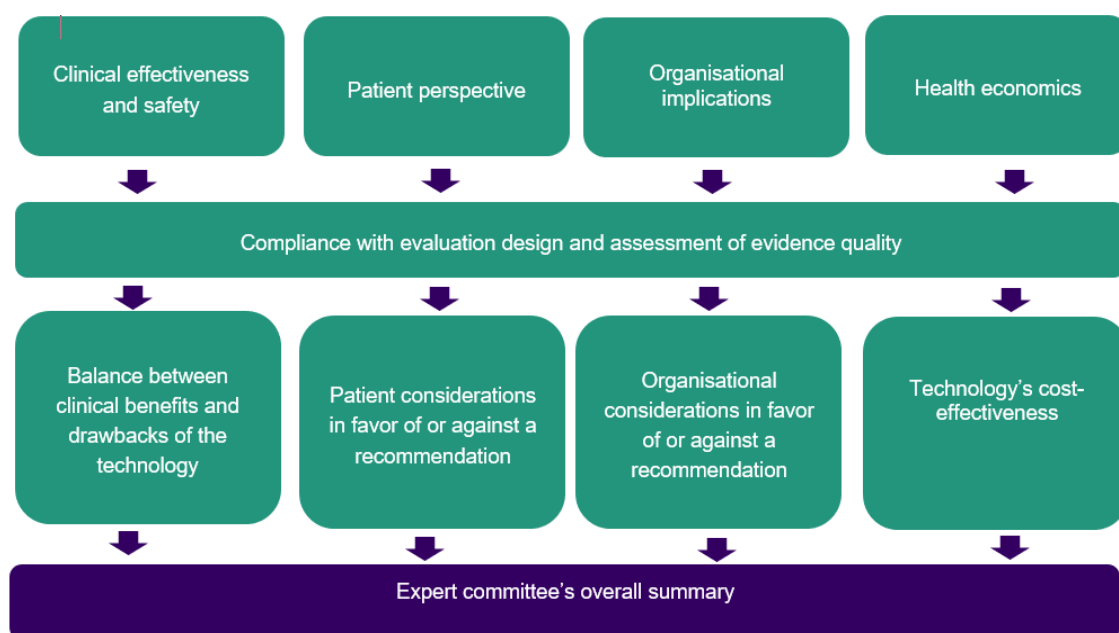 Clinical effectiveness
and safety
Patient perspective
Organisational
implications
Health economics
Compliance with evaluation design and assessment of evidence quality
Balance between
clinical benefits and
drawbacks of the
technology
Patient considerations
in favor of or against a
recommendation
Organisational
considerations in favor
of or against a
recommendation
Technology's cost-
effectiveness
Expert committee's overall summary